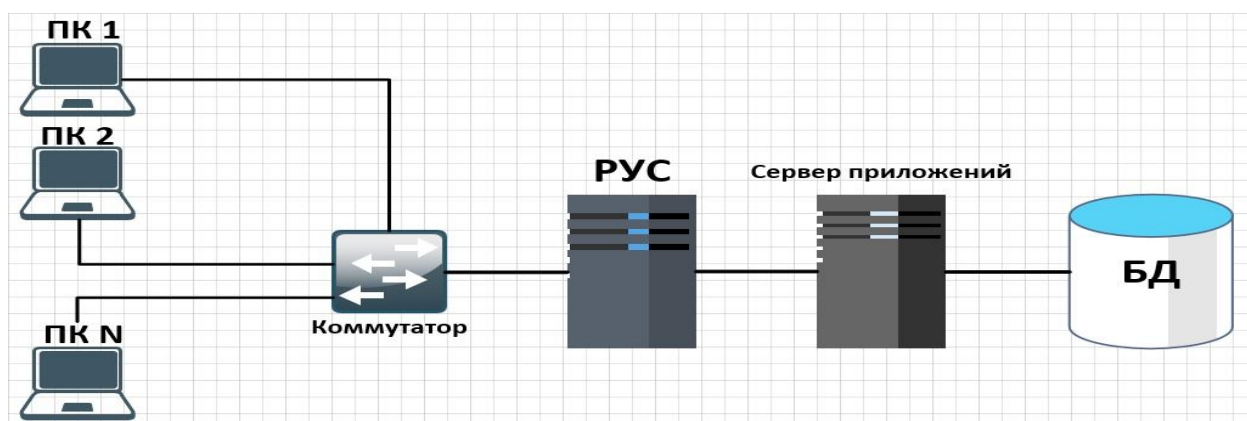 ПК 1
ПК 2
ПК N
Коммутатор
РУС
Сервер приложений
БД